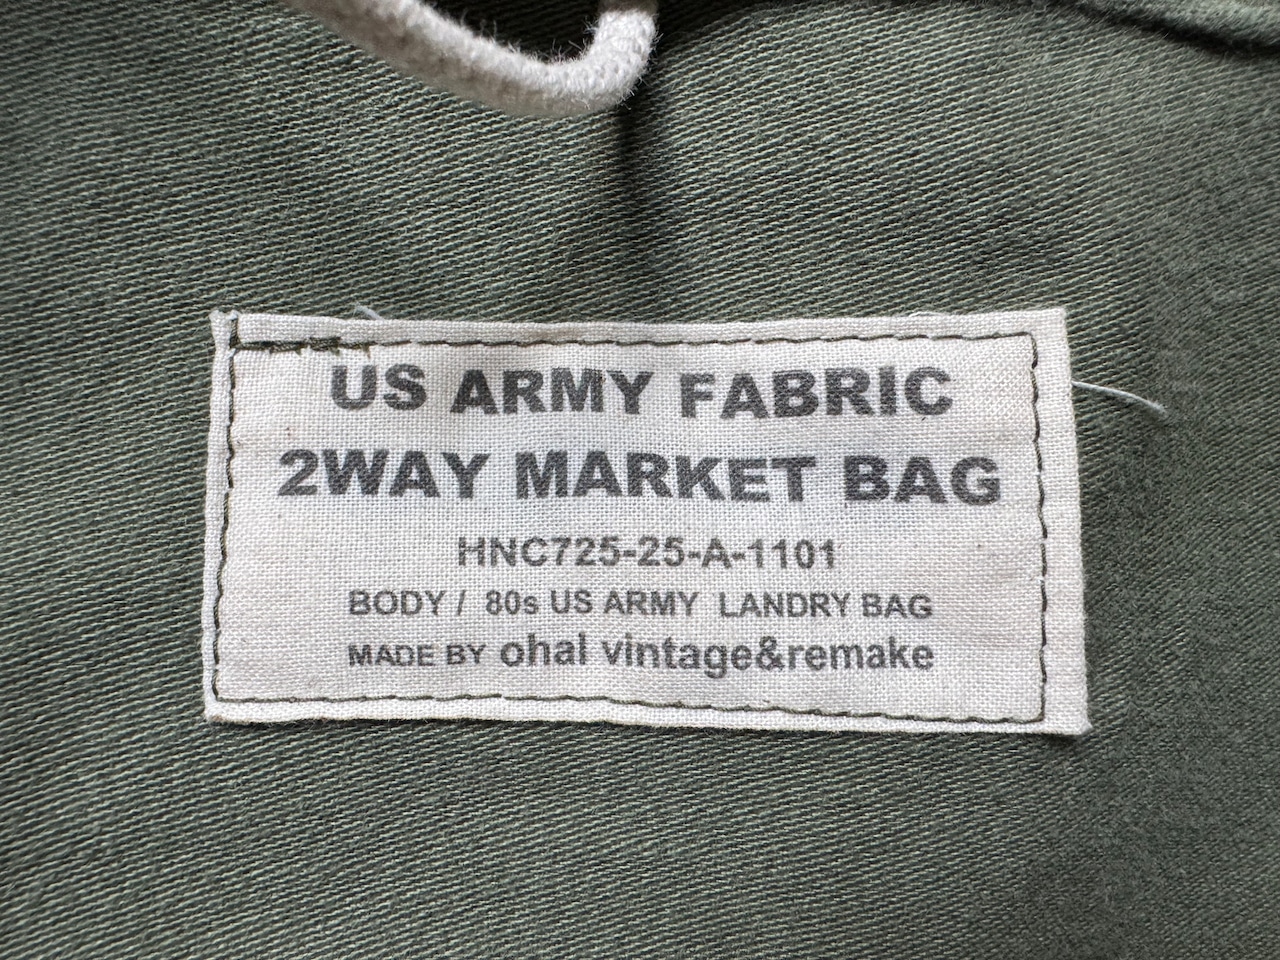 US ARMY FABRIC
2WAY MARKET BAG
HNC725-25-A-1101
BODY / 80s US ARMY LANDRY BAG
MADE BY ohal vintage&remake